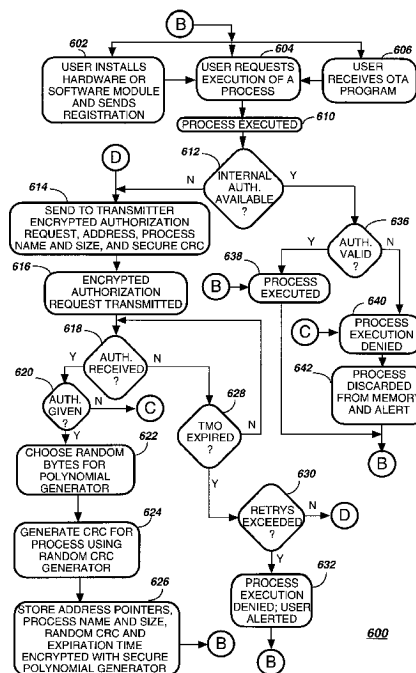 B
602
604
606
USER INSTALLS
HARDWARE OR
SOFTWARE MODULE
AND SENDS
REGISTRATION
USER REQUESTS
EXECUTION OF A
PROCESS
USER
RECEIVES OTA
PROGRAM
610
PROCESS EXECUTED
612
D
N
INTERNAL
AUTH.
AVAILABLE
?
Y
614
SEND TO TRANSMITTER
ENCRYPTED AUTHORIZATION
REQUEST, ADDRESS, PROCESS
NAME AND SIZE, AND SECURE CRC
636
AUTH.
VALID
?
Y
N
638
616
ENCRYPTED
AUTHORIZATION
REQUEST TRANSMITTED
B
PROCESS
EXECUTED
640
618
C
PROCESS
EXECUTION
DENIED
Y
AUTH.
RECEIVED
?
N
642
620
AUTH.
GIVEN
?
N
C
628
TMO
EXPIRED
?
N
PROCESS
DISCARDED
FROM MEMORY
AND ALERT
Y
622
CHOOSE RANDOM
BYTES FOR
POLYNOMIAL
GENERATOR
Y
630
B
RETRYS
EXCEEDED
?
N
D
624
GENERATE CRC FOR
PROCESS USING
RANDOM CRC
GENERATOR
Y
632
626
PROCESS
EXECUTION
DENIED; USER
ALERTED
STORE ADDRESS POINTERS,
PROCESS NAME AND SIZE,
RANDOM CRC AND
EXPIRATION TIME
ENCRYPTED WITH SECURE
POLYNOMIAL GENERATOR
B
B
600